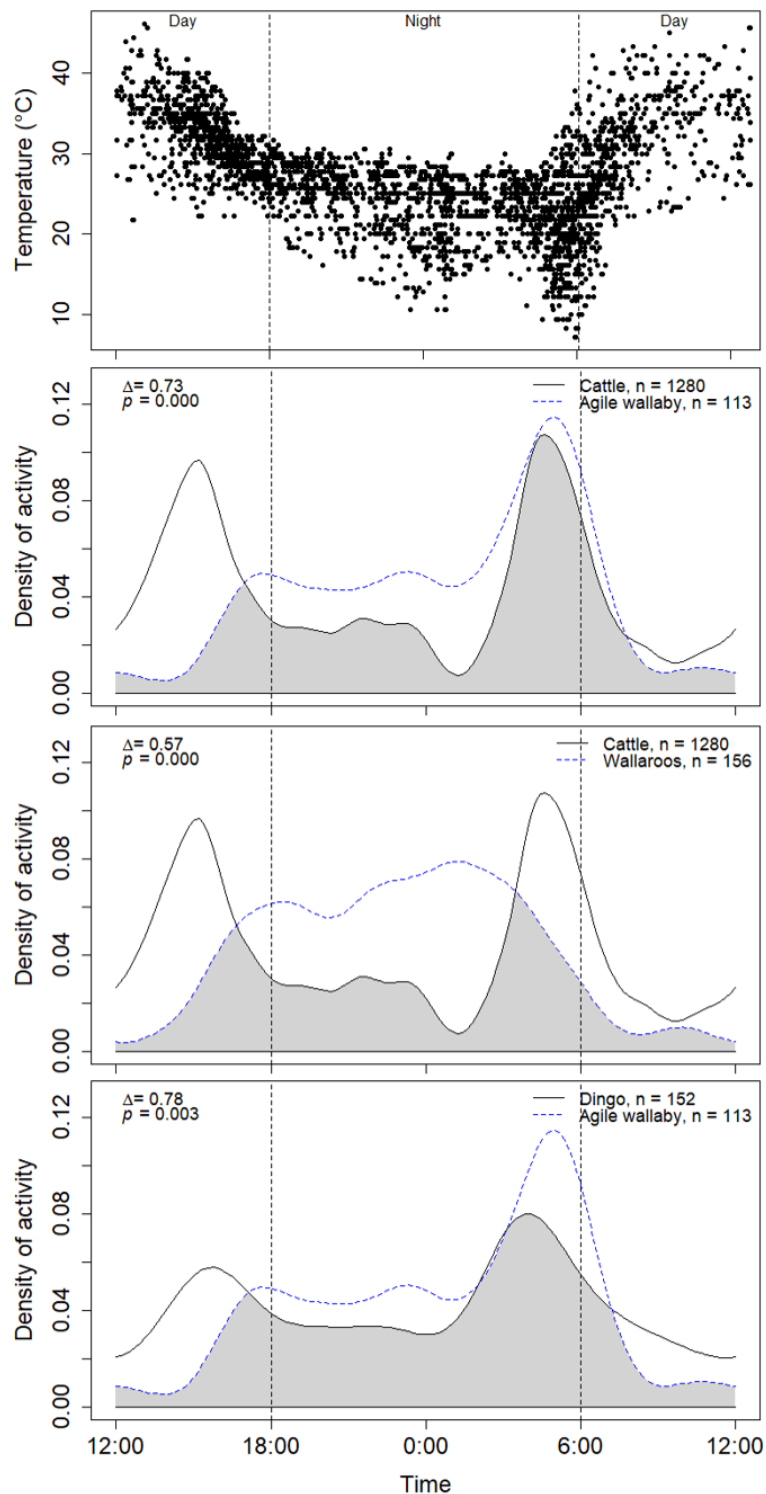 Day Night Day
Temperature (°C)
40
30
20
10
Δ= 0.73
p = 0.000
Cattle, n = 1280
Agile wallaby, n = 113
Density of activity
0.12
0.08
0.04
0.00
Δ= 0.57
p = 0.000
Cattle, n = 1280
Wallaroos, n = 156
Density of activity
0.12
0.08
0.04
0.00
Δ= 0.78
p = 0.003
Dingo, n = 152
Agile wallaby, n = 113
Density of activity
0.12
0.08
0.04
0.00
12:00 18:00 0:00 6:00 12:00
Time